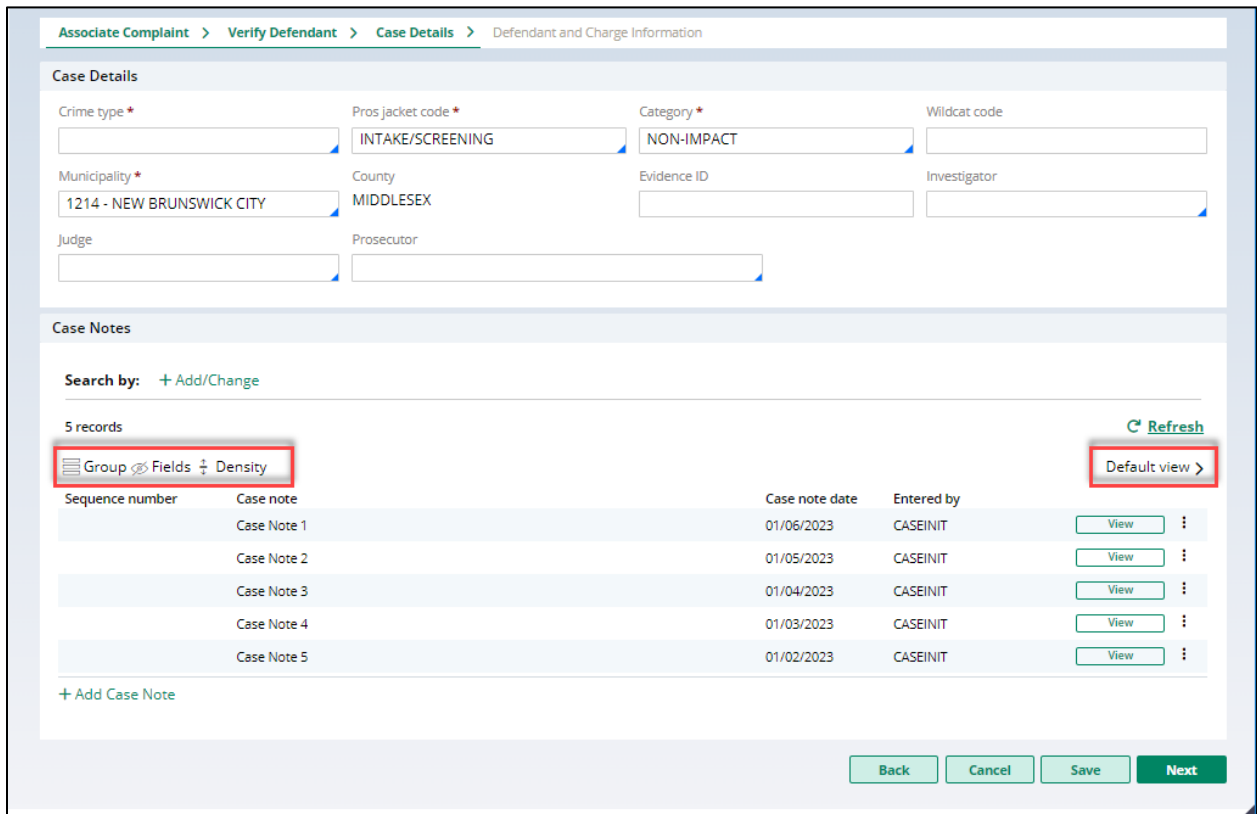 Associate Complaint > Verify Defendant > Case Details > Defendant and Charge Information
Case Details
Crime type * Pros jacket code * Category * Wildcat code
INTAKE/SCREENING NON-IMPACT
Municipality * County Evidence ID Investigator
1214 - NEW BRUNSWICK CITY MIDDLESEX
Judge Prosecutor
Case Notes
Search by: + Add/Change
5 records Refresh
Group Fields Density Default view >
Sequence number Case note Case note date Entered by
Case Note 1 01/06/2023 CASEINIT View
Case Note 2 01/05/2023 CASEINIT View
Case Note 3 01/04/2023 CASEINIT View
Case Note 4 01/03/2023 CASEINIT View
Case Note 5 01/02/2023 CASEINIT View
+ Add Case Note
Back Cancel Save Next